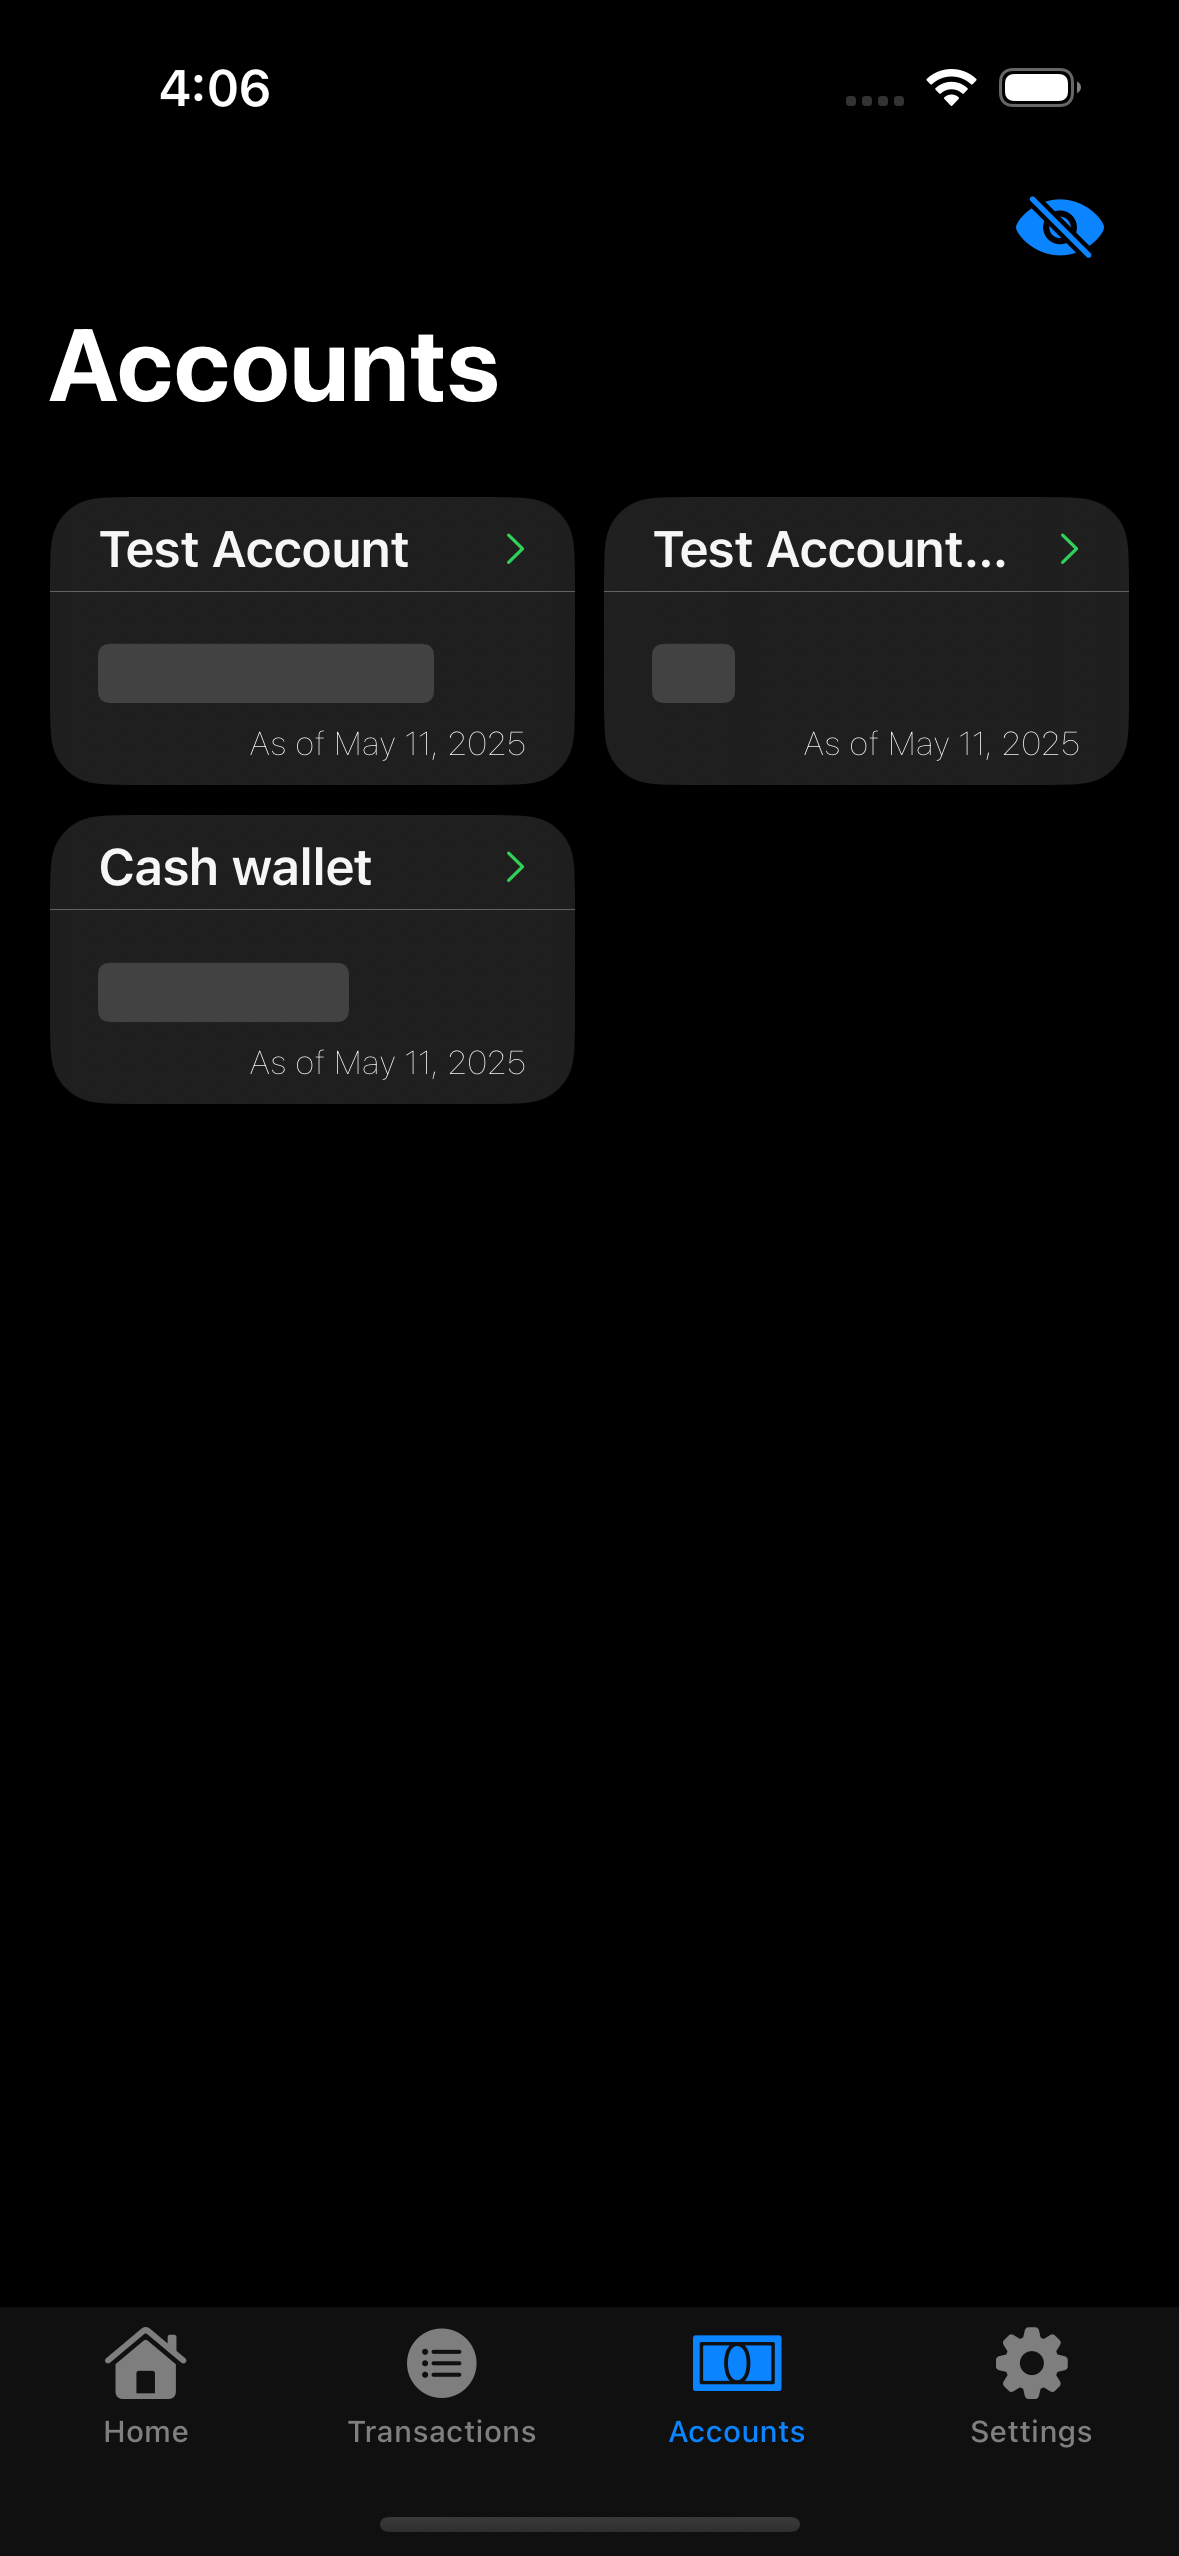 4:06
Accounts
Test Account
Test Account...
As of May 11, 2025
As of May 11, 2025
Cash wallet
As of May 11, 2025
Home
Transactions
Accounts
Settings